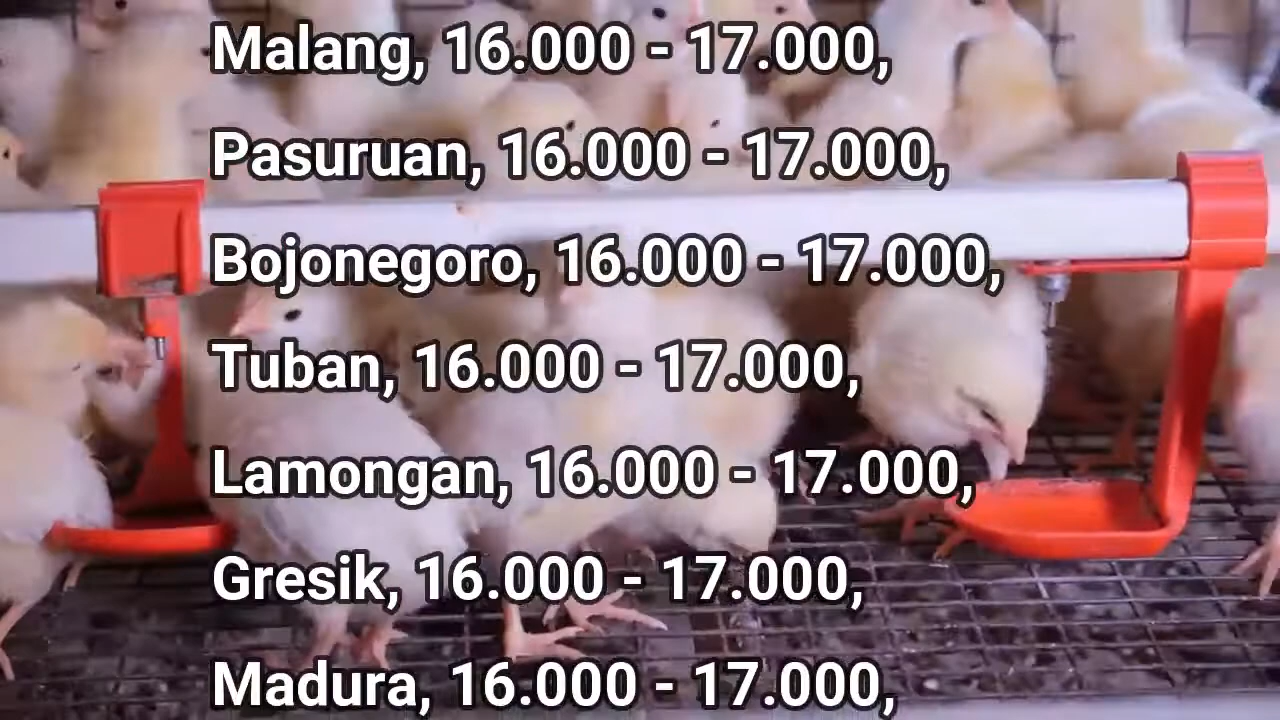 Malang, 16.000 - 17.000,
Pasuruan, 16.000 - 17.000,
Bojonegoro, 16.000 - 17.000,
Tuban, 16.000 - 17.000,
Lamongan, 16.000 - 17.000,
Gresik, 16.000 - 17.000,
Madura, 16.000 - 17.000,